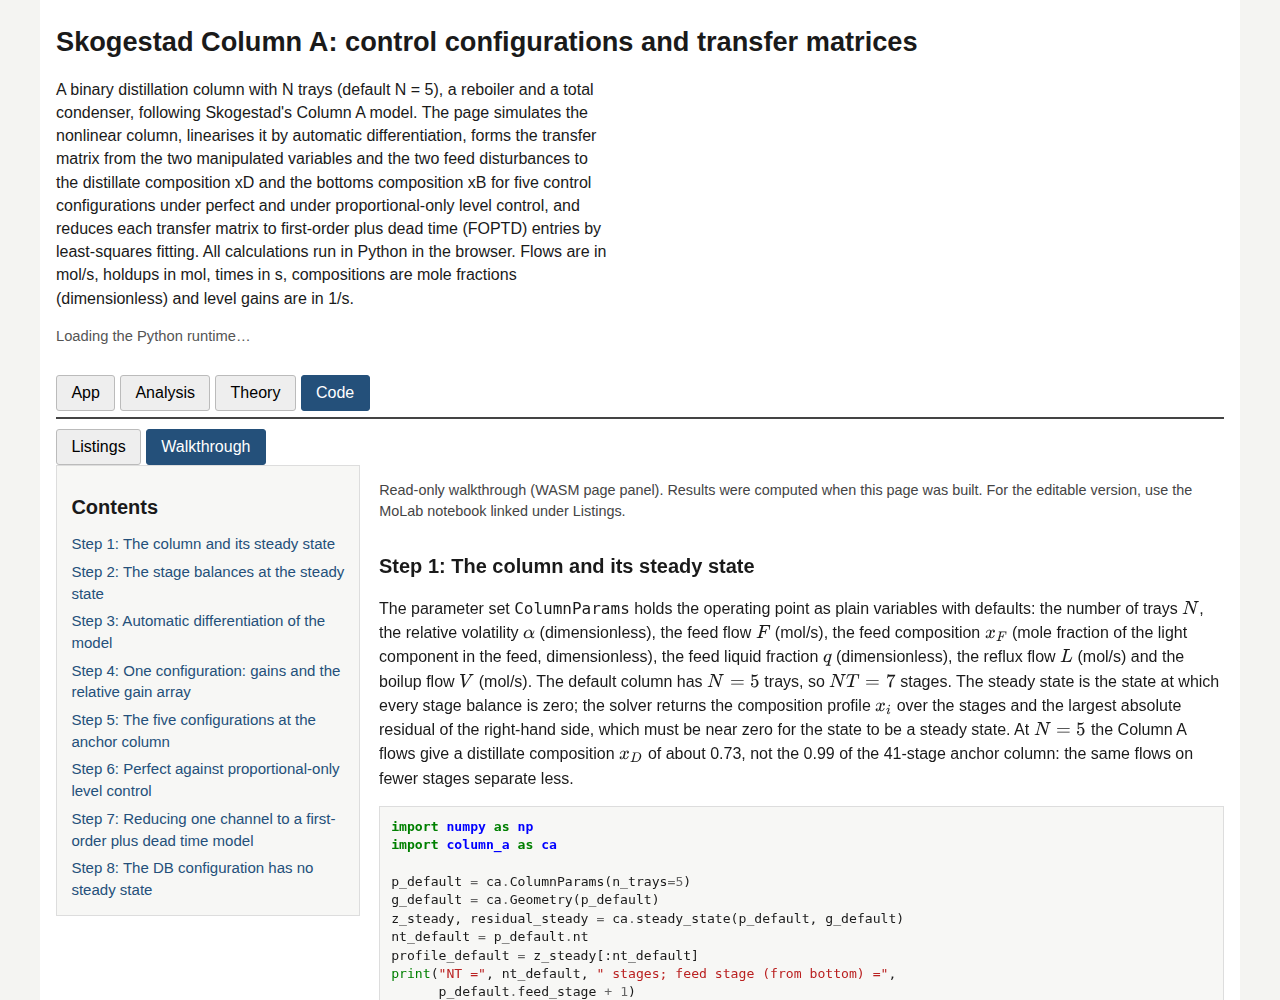 Skogestad Column A: control configurations and transfer matrices
A binary distillation column with N trays (default N = 5), a reboiler and a total
condenser, following Skogestad's Column A model. The page simulates the
nonlinear column, linearises it by automatic differentiation, forms the transfer
matrix from the two manipulated variables and the two feed disturbances to
the distillate composition xD and the bottoms composition xB for five control
configurations under perfect and under proportional-only level control, and
reduces each transfer matrix to first-order plus dead time (FOPTD) entries by
least-squares fitting. All calculations run in Python in the browser. Flows are in
mol/s, holdups in mol, times in s, compositions are mole fractions
(dimensionless) and level gains are in 1/s.
Loading the Python runtime…
App Analysis Theory Code
Listings Walkthrough
Contents
Step 1: The column and its steady state
Step 2: The stage balances at the steady
state
Step 3: Automatic differentiation of the
model
Step 4: One configuration: gains and the
relative gain array
Step 5: The five configurations at the
anchor column
Step 6: Perfect against proportional-only
level control
Step 7: Reducing one channel to a first-
order plus dead time model
Step 8: The DB configuration has no
steady state
Read-only walkthrough (WASM page panel). Results were computed when this page was built. For the editable version, use the
MoLab notebook linked under Listings.
Step 1: The column and its steady state
The parameter set ColumnParams holds the operating point as plain variables with defaults: the number of trays N,
the relative volatility α (dimensionless), the feed flow F (mol/s), the feed composition x_F (mole fraction of the light
component in the feed, dimensionless), the feed liquid fraction q (dimensionless), the reflux flow L (mol/s) and the
boilup flow V (mol/s). The default column has N = 5 trays, so NT = 7 stages. The steady state is the state at which
every stage balance is zero; the solver returns the composition profile x_i over the stages and the largest absolute
residual of the right-hand side, which must be near zero for the state to be a steady state. At N = 5 the Column A
flows give a distillate composition x_D of about 0.73, not the 0.99 of the 41-stage anchor column: the same flows on
fewer stages separate less.
import numpy as np
import column_a as ca
p_default = ca.ColumnParams(n_trays=5)
g_default = ca.Geometry(p_default)
z_steady, residual_steady = ca.steady_state(p_default, g_default)
nt_default = p_default.nt
profile_default = z_steady[:nt_default]
print("NT =", nt_default, " stages; feed stage (from bottom) =",
      p_default.feed_stage + 1)